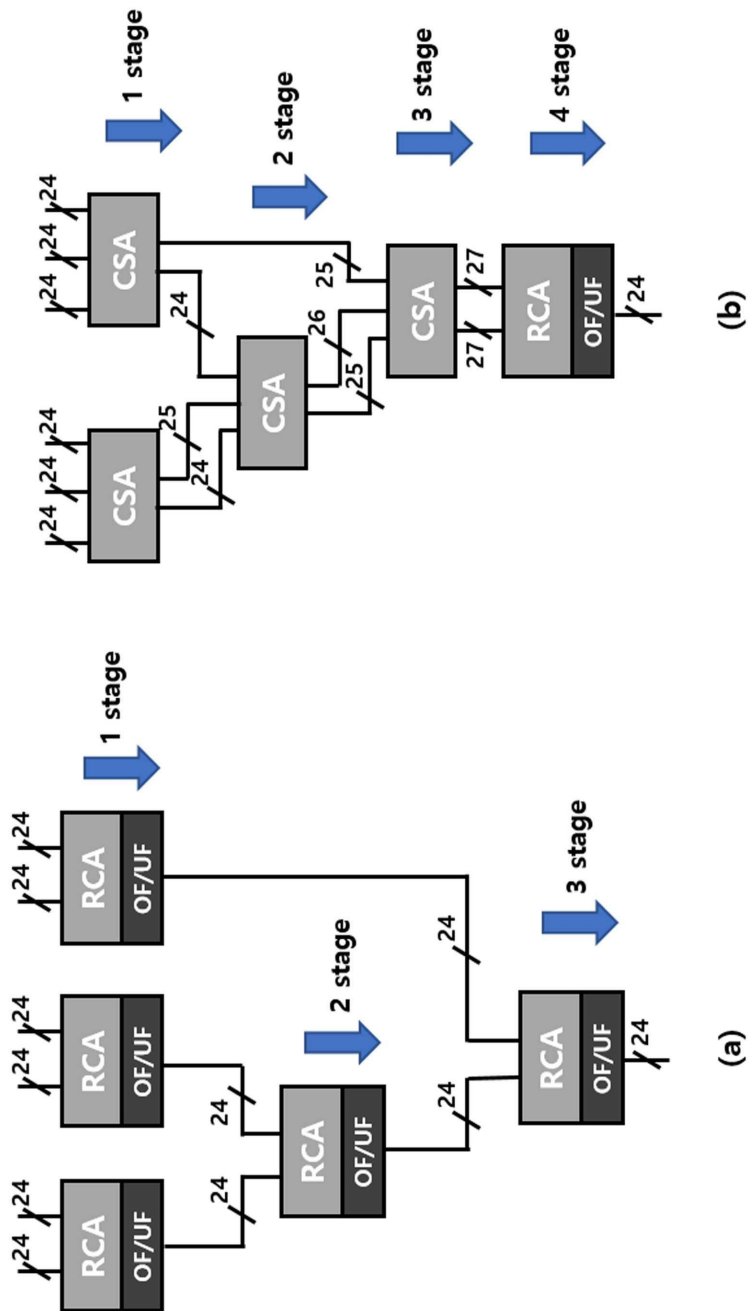 24 24 24 24 24 24
RCA RCA RCA
OF/UF OF/UF OF/UF
1 stage
24 24
RCA
OF/UF
2 stage
24 24
RCA
OF/UF
3 stage
24
(a)
24 24 24 24 24 24
CSA CSA
1 stage
24 25 24
CSA
2 stage
25 26 25
CSA
3 stage
27 27
RCA
OF/UF
4 stage
24
(b)